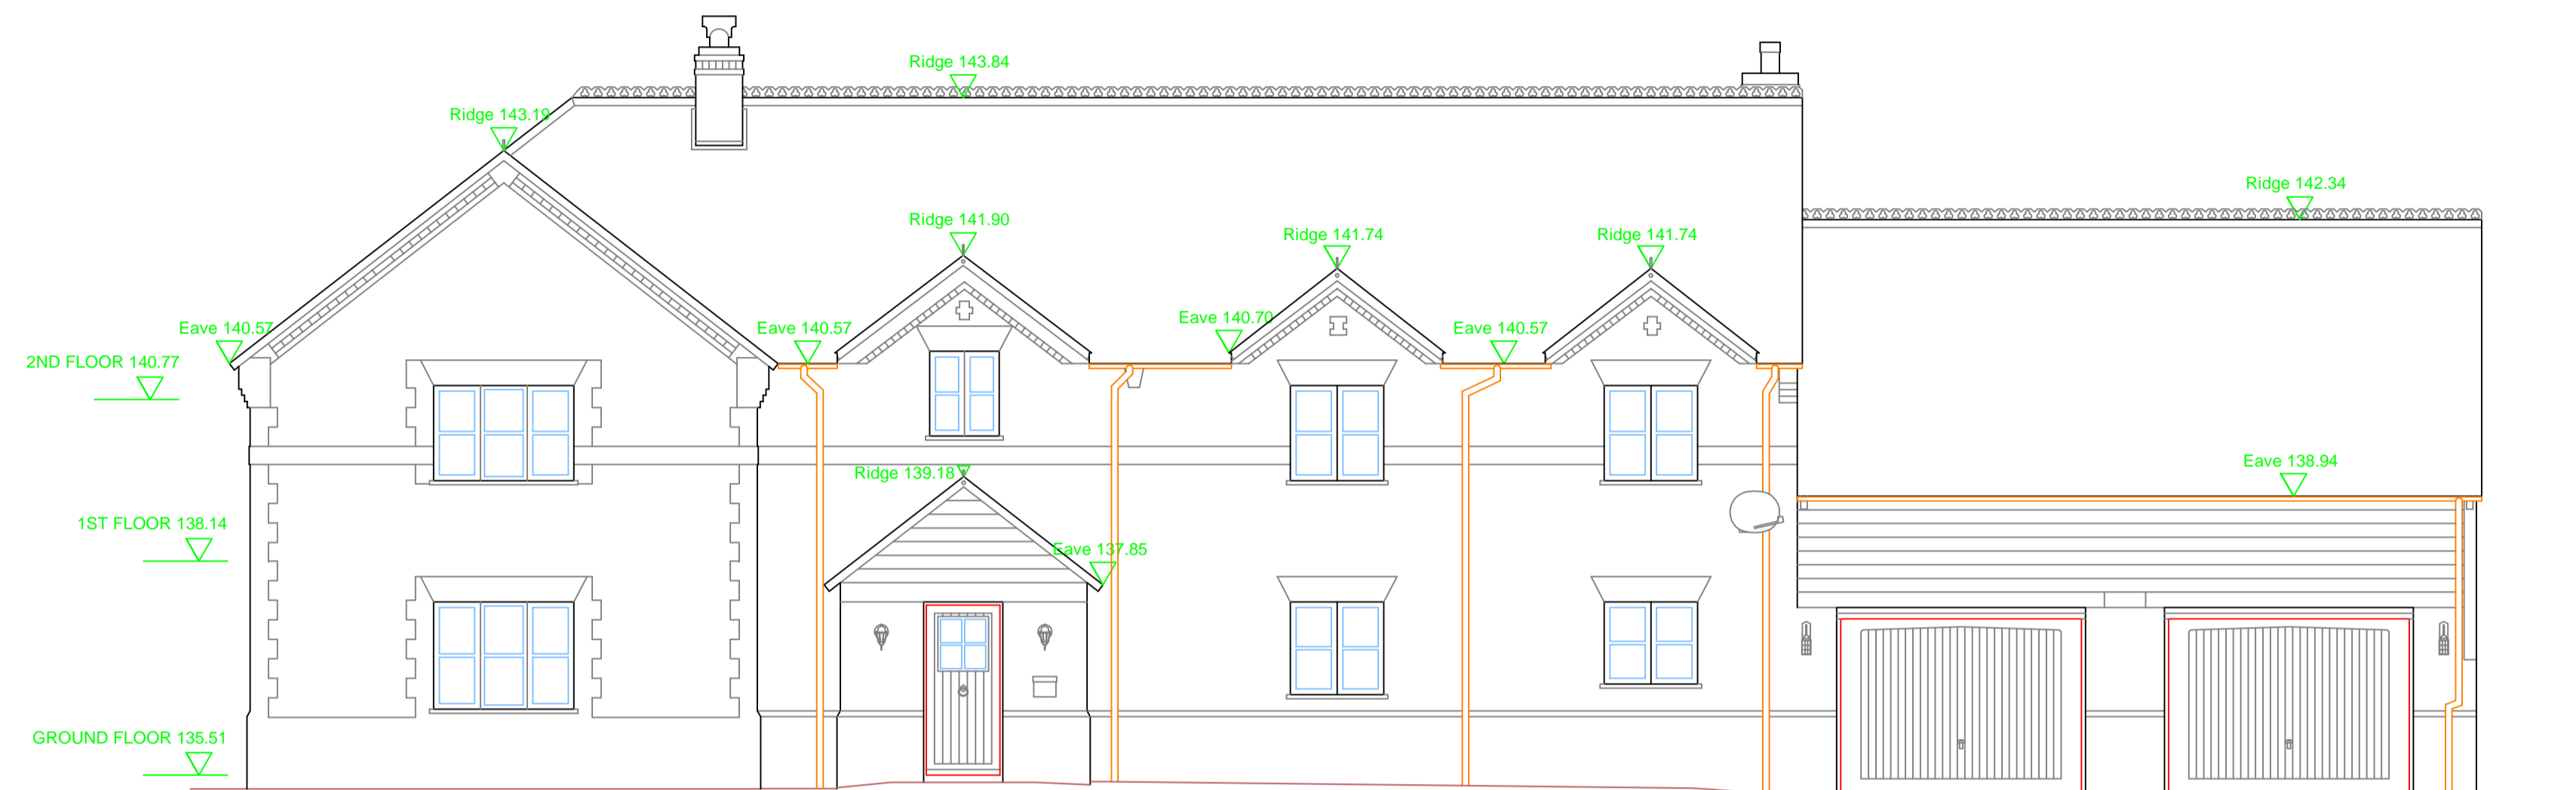 Ridge 143.84
Ridge 143.19
Ridge 142.34
Ridge 141.90
Ridge 141.74
Ridge 141.74
Eave 140.70
Eave 140.57
Eave 140.57
Eave 140.57
2ND FLOOR 140.77
Eave 138.94
Ridge 139.18
1ST FLOOR 138.14
Eave 137.85
GROUND FLOOR 135.51